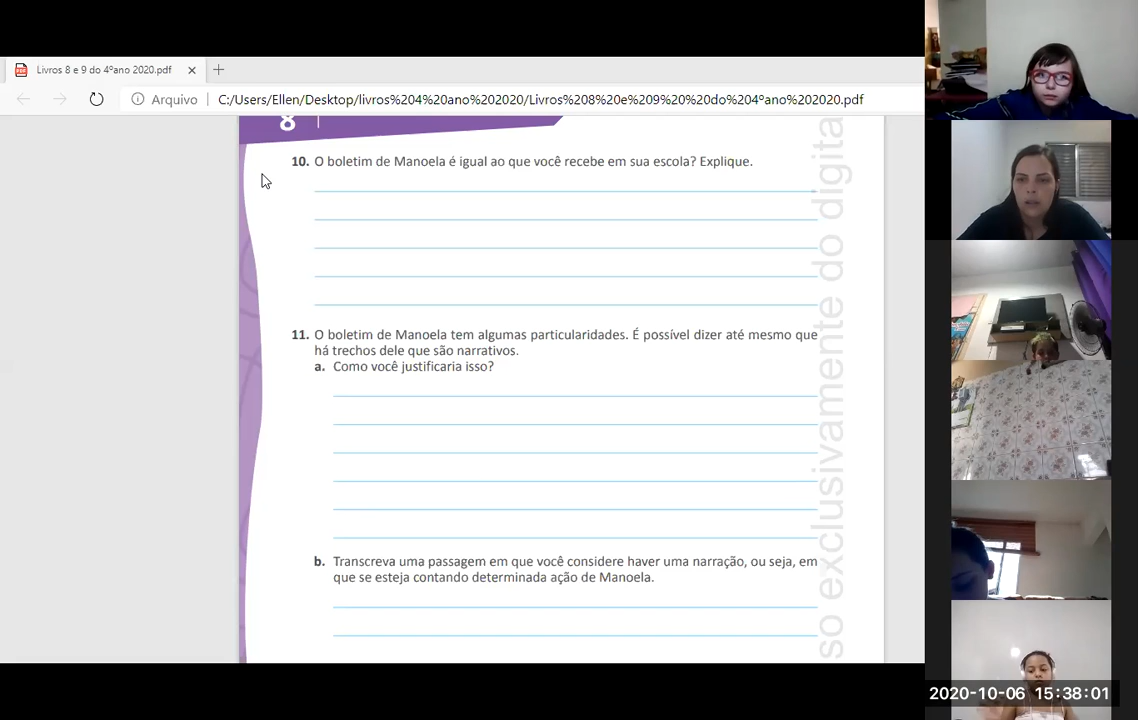 Livros 8 e 9 do 4ºano 2020.pdf
Arquivo
C:/Users/Ellen/Desktop/livros%204%20ano%202020/Livros%208%20e%209%20%20do%204ºano%202020.pdf
8
10. O boletim de Manoela é igual ao que você recebe em sua escola? Explique.
11. O boletim de Manoela tem algumas particularidades. É possível dizer até mesmo que
há trechos dele que são narrativos.
a. Como você justificaria isso?
b. Transcreva uma passagem em que você considere haver uma narração, ou seja, em
que se esteja contando determinada ação de Manoela.
so exclusivamente do digita
2020-10-06 15:38:01